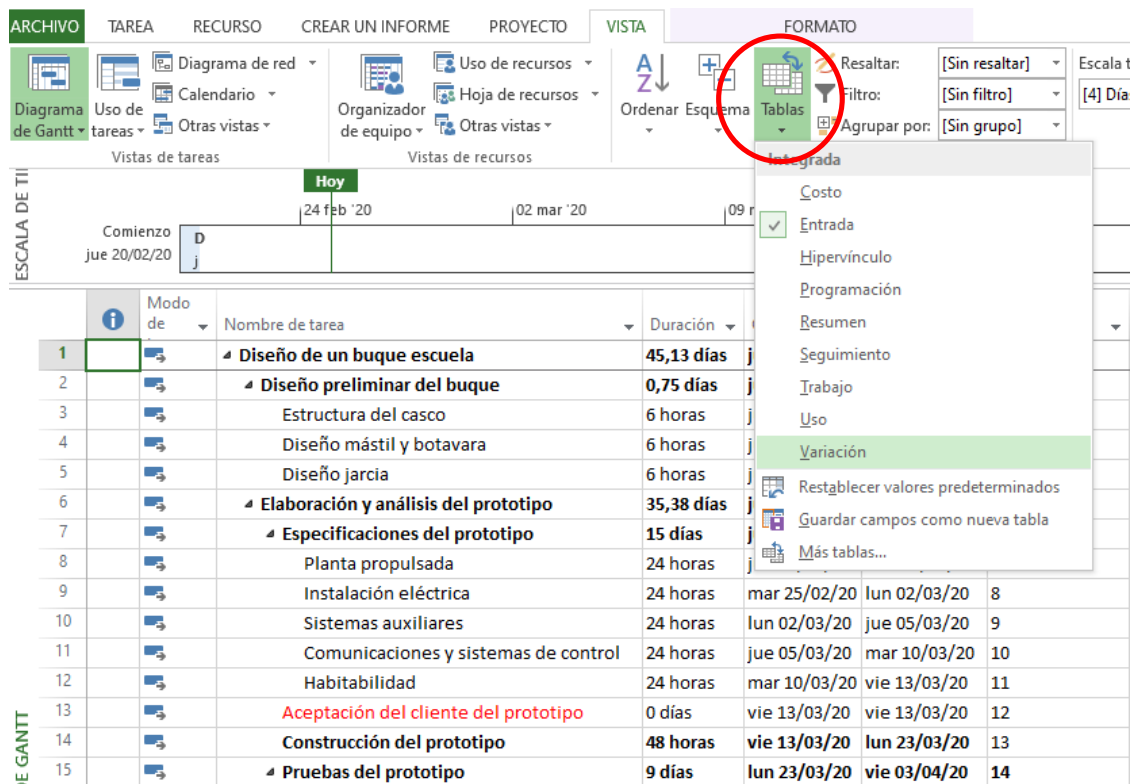 ARCHIVO TAREA RECURSO CREAR UN INFORME PROYECTO VISTA FORMATO
Diagrama de Gantt
Uso de tareas
Diagrama de red
Calendario
Otras vistas
Vistas de tareas
Organizador de equipo
Uso de recursos
Hoja de recursos
Otras vistas
Vistas de recursos
Ordenar
Esquema
Tablas
Resaltar: [Sin resaltar]
Filtro: [Sin filtro]
Agrupar por: [Sin grupo]
Escala
[4]
Integrada
Costo
Entrada
Hipervínculo
Programación
Resumen
Seguimiento
Trabajo
Uso
Variación
Restablecer valores predeterminados
Guardar campos como nueva tabla
Más tablas...
ESCALA DE
Hoy
24 feb '20 02 mar '20 09
Comienzo
jue 20/02/20
D
j
Modo de
Nombre de tarea
Duración
1 Diseño de un buque escuela 45,13 días
2 Diseño preliminar del buque 0,75 días
3 Estructura del casco 6 horas
4 Diseño mástil y botavara 6 horas
5 Diseño jarcia 6 horas
6 Elaboración y análisis del prototipo 35,38 días
7 Especificaciones del prototipo 15 días
8 Planta propulsada 24 horas
9 Instalación eléctrica 24 horas mar 25/02/20 lun 02/03/20 8
10 Sistemas auxiliares 24 horas lun 02/03/20 jue 05/03/20 9
11 Comunicaciones y sistemas de control 24 horas jue 05/03/20 mar 10/03/20 10
12 Habitabilidad 24 horas mar 10/03/20 vie 13/03/20 11
13 Aceptación del cliente del prototipo 0 días vie 13/03/20 vie 13/03/20 12
14 Construcción del prototipo 48 horas vie 13/03/20 lun 23/03/20 13
15 Pruebas del prototipo 9 días lun 23/03/20 vie 03/04/20 14
DE GANTT